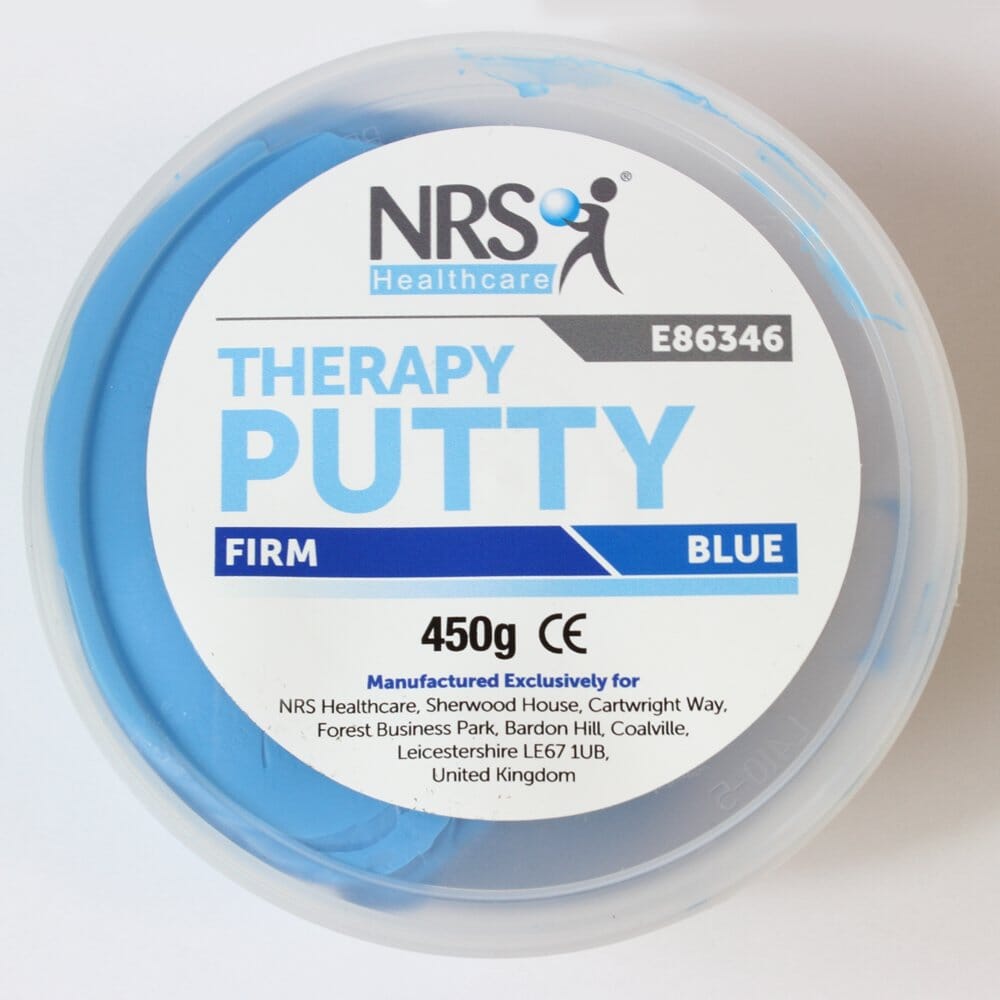 NRS®
Healthcare
E86346
THERAPY
PUTTY
FIRM BLUE
450g CE
Manufactured Exclusively for
NRS Healthcare, Sherwood House, Cartwright Way,
Forest Business Park, Bardon Hill, Coalville,
Leicestershire LE67 1UB,
United Kingdom